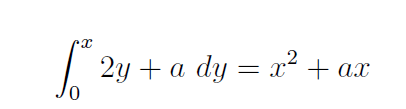 ∫₀ˣ 2y + a dy = x² + ax